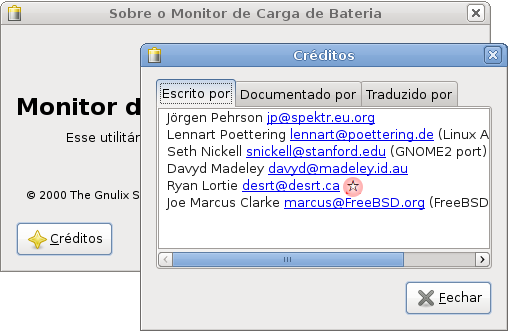 Sobre o Monitor de Carga de Bateria
Créditos
Monitor d
Esse utilitár
© 2000 The Gnulix S
Créditos
Escrito por
Documentado por
Traduzido por
Jörgen Pehrson jp@spektr.eu.org
Lennart Poettering lennart@poettering.de (Linux A
Seth Nickell snickell@stanford.edu (GNOME2 port)
Davyd Madeley davyd@madeley.id.au
Ryan Lortie desrt@desrt.ca
Joe Marcus Clarke marcus@FreeBSD.org (FreeBSD
Fechar